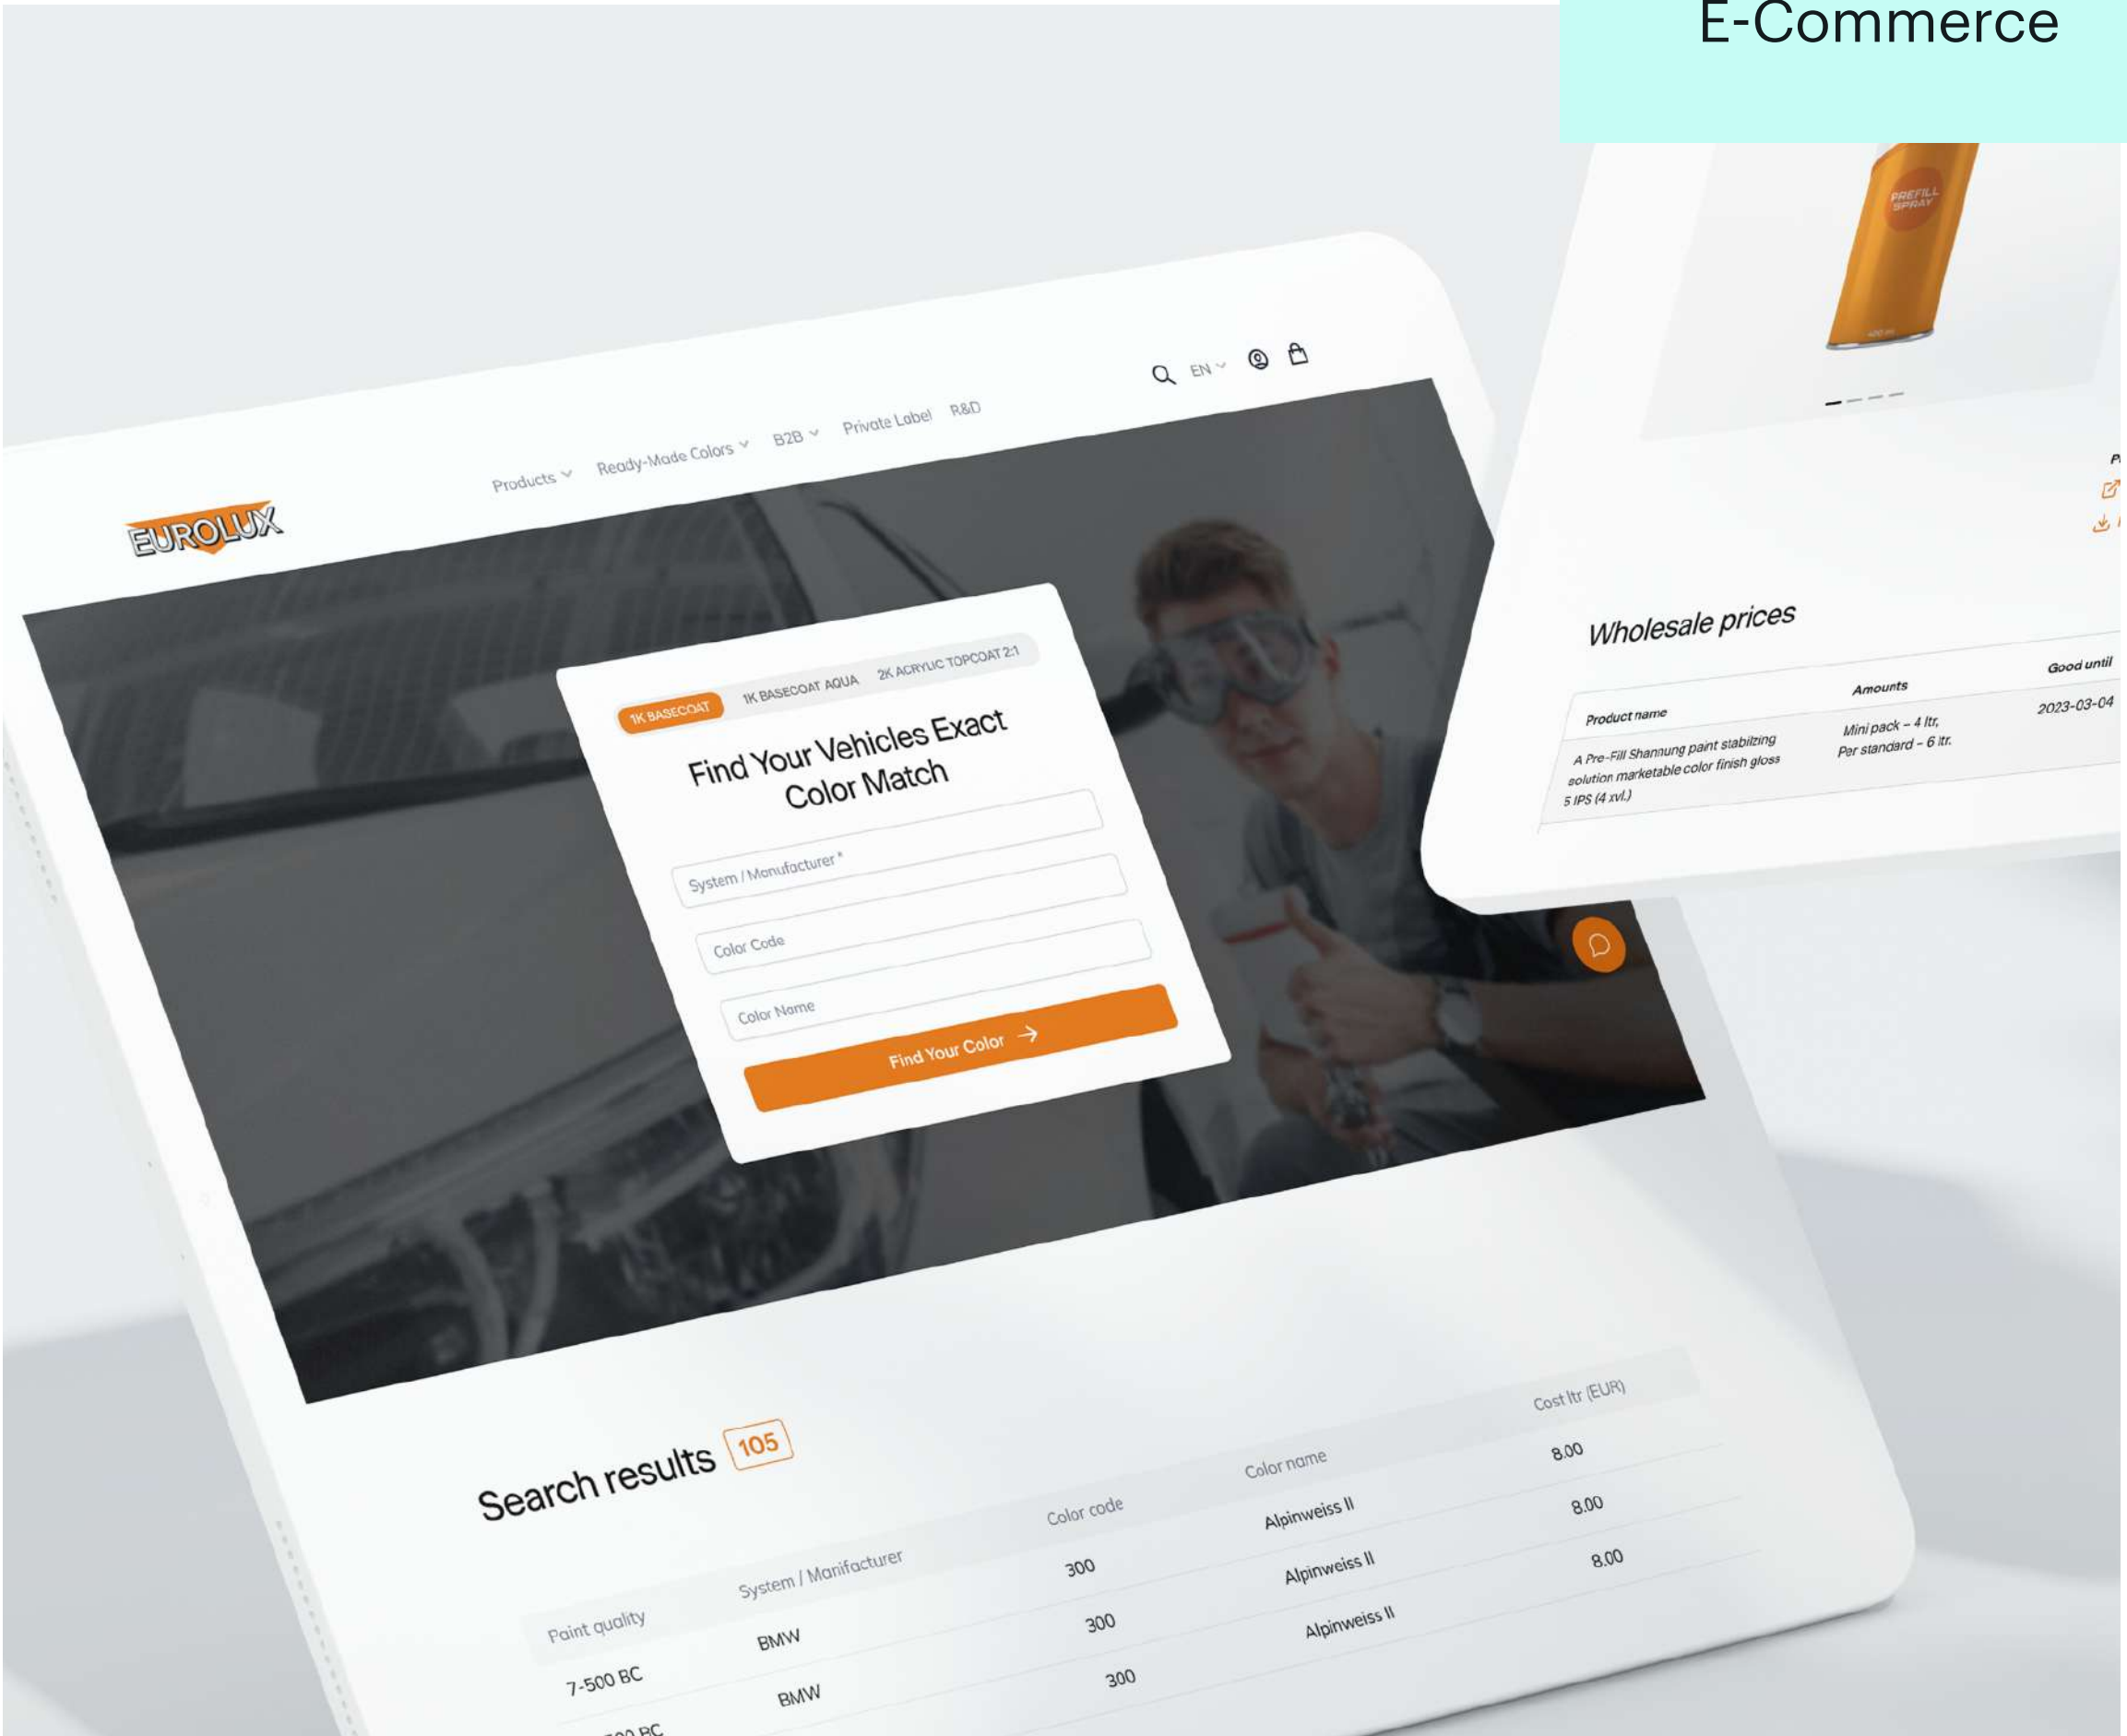 E-Commerce
PREFILL
SPRAY
EUROLUX
Products
Ready-Made Colors
B2B
Private Label
R&D
EN
1K BASECOAT
1K BASECOAT AQUA
2K ACRYLIC TOPCOAT 2:1
Find Your Vehicles Exact
Color Match
System / Manufacturer *
Color Code
Color Name
Find Your Color
Wholesale prices
Product name Amounts Good until
A Pre-Fill Shannung paint stabilizing
solution marketable color finish gloss
5 IPS (4 xvl.)
Mini pack – 4 ltr,
Per standard – 6 ltr.
2023-03-04
Search results 105
Paint quality System / Manifacturer Color code Color name Cost ltr (EUR)
7-500 BC BMW 300 Alpinweiss II 8.00
BC BMW 300 Alpinweiss II 8.00
300 Alpinweiss II 8.00